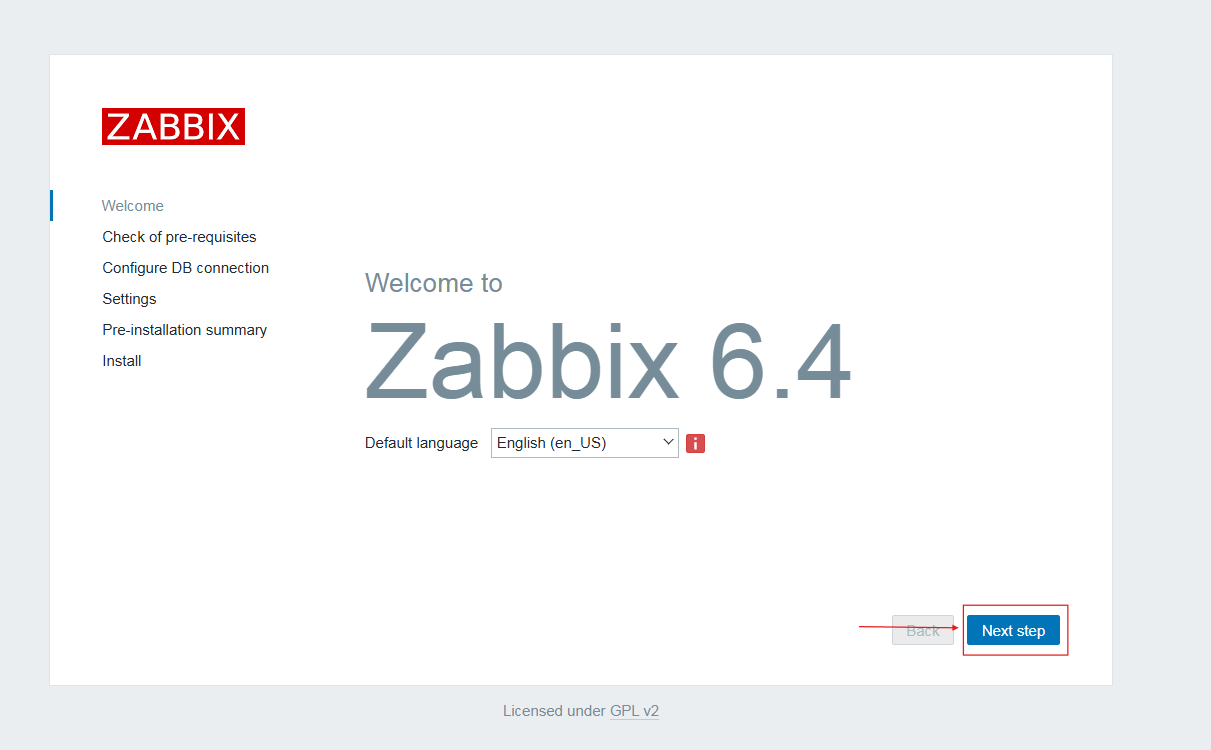 ZABBIX
Welcome
Check of pre-requisites
Configure DB connection
Settings
Pre-installation summary
Install
Welcome to
Zabbix 6.4
Default language English (en_US) i
Back Next step
Licensed under GPL v2